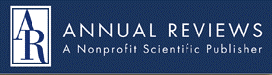 AR
ANNUAL REVIEWS
A Nonprofit Scientific Publisher